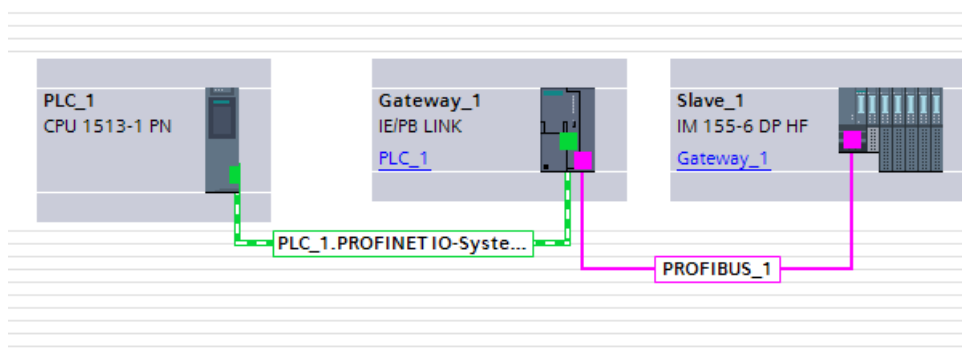 PLC_1
CPU 1513-1 PN
Gateway_1
IE/PB LINK
PLC_1
Slave_1
IM 155-6 DP HF
Gateway_1
PLC_1.PROFINET IO-Syste...
PROFIBUS_1